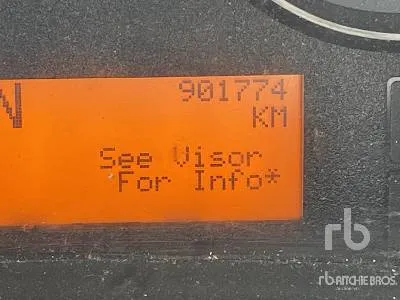 N
901774
KM
See Visor
For Info*
rb
rb RITCHIE BROS.